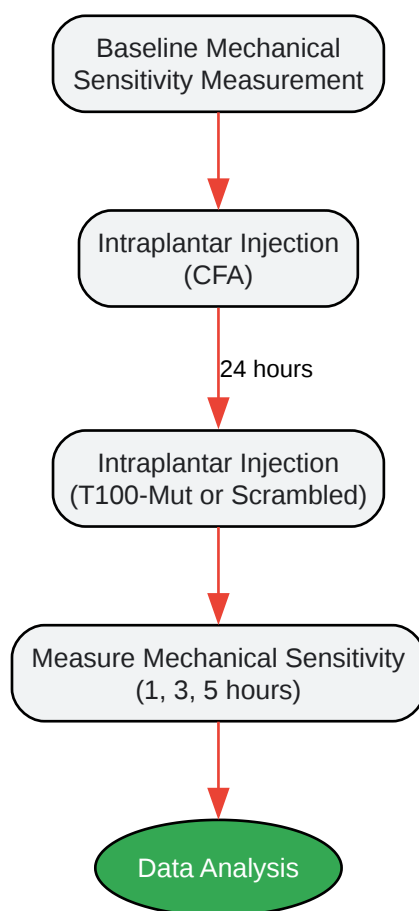 Baseline Mechanical
Sensitivity Measurement
Intraplantar Injection
(CFA)
24 hours
Intraplantar Injection
(T100-Mut or Scrambled)
Measure Mechanical Sensitivity
(1, 3, 5 hours)
Data Analysis